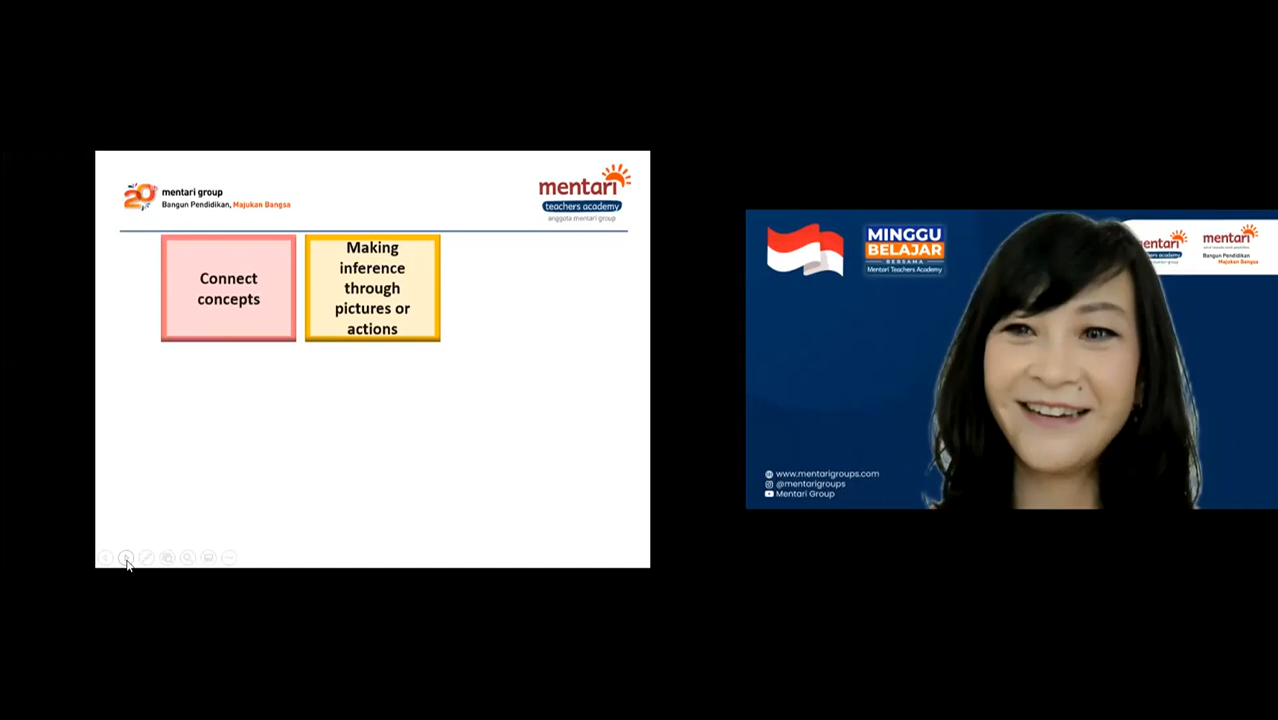 20
mentari group
Bangun Pendidikan, Majukan Bangsa
mentari
teachers academy
anggota mentari group
Connect
concepts
Making
inference
through
pictures or
actions
MINGGU
BELAJAR
BERSAMA
Mentari Teachers Academy
mentari
Bangun Pendidikan,
Majukan Bangsa
www.mentarigroups.com
@mentarigroups
Mentari Group